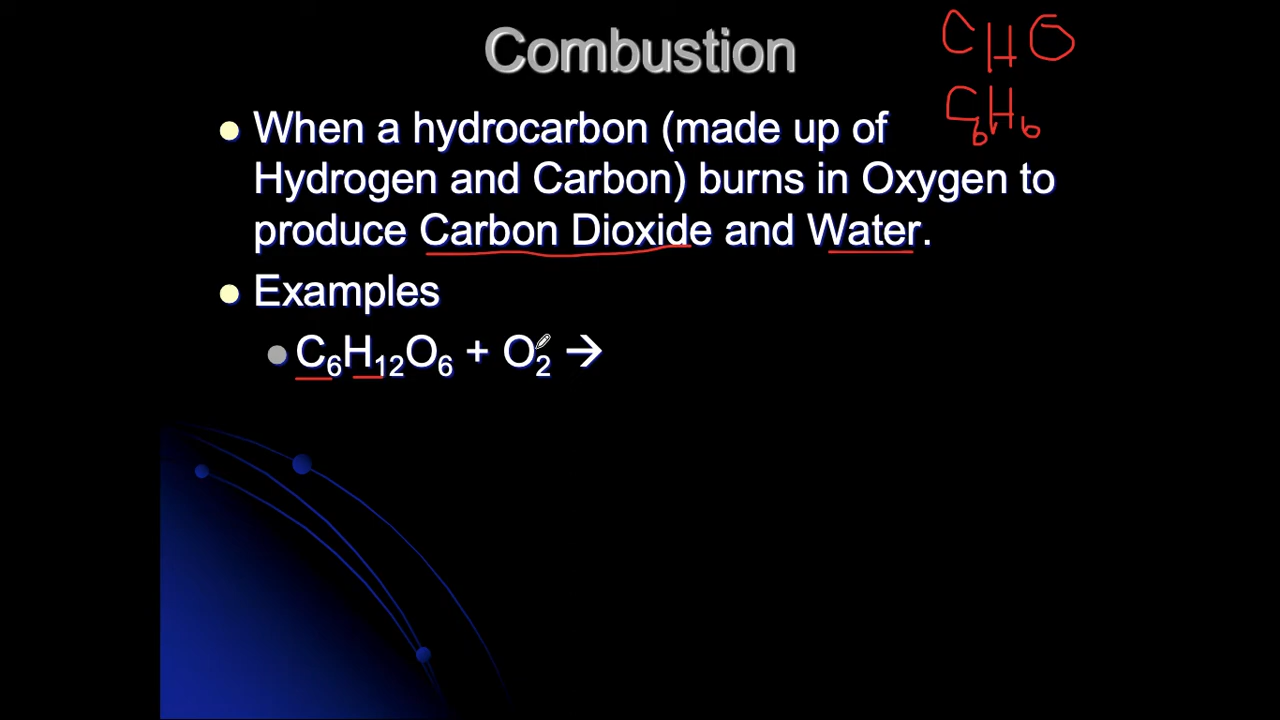 Combustion
C H O
C6H6
When a hydrocarbon (made up of
Hydrogen and Carbon) burns in Oxygen to
produce Carbon Dioxide and Water.
Examples
C₆H₁₂O₆ + O₂ →